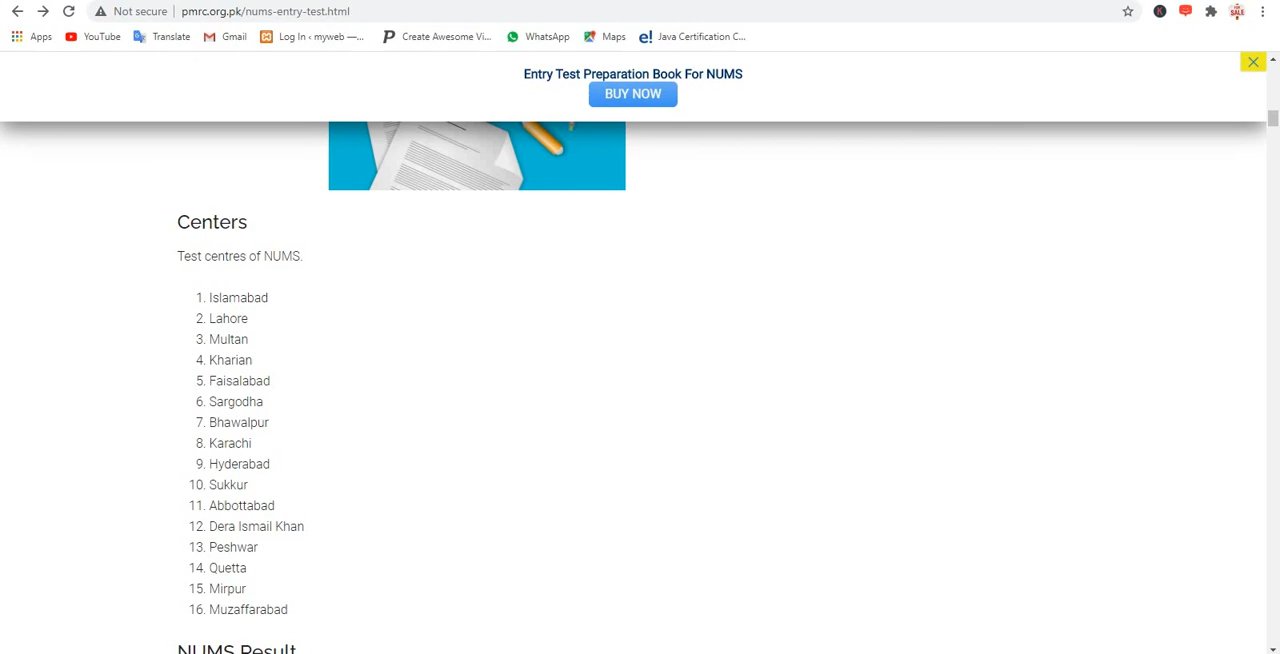 Not secure | pmrc.org.pk/nums-entry-test.html
Apps YouTube Translate Gmail Log In ‹ myweb —... Create Awesome Vi... WhatsApp Maps Java Certification C...
Entry Test Preparation Book For NUMS
BUY NOW
Centers
Test centres of NUMS.
1. Islamabad
2. Lahore
3. Multan
4. Kharian
5. Faisalabad
6. Sargodha
7. Bhawalpur
8. Karachi
9. Hyderabad
10. Sukkur
11. Abbottabad
12. Dera Ismail Khan
13. Peshwar
14. Quetta
15. Mirpur
16. Muzaffarabad
NUMS Result